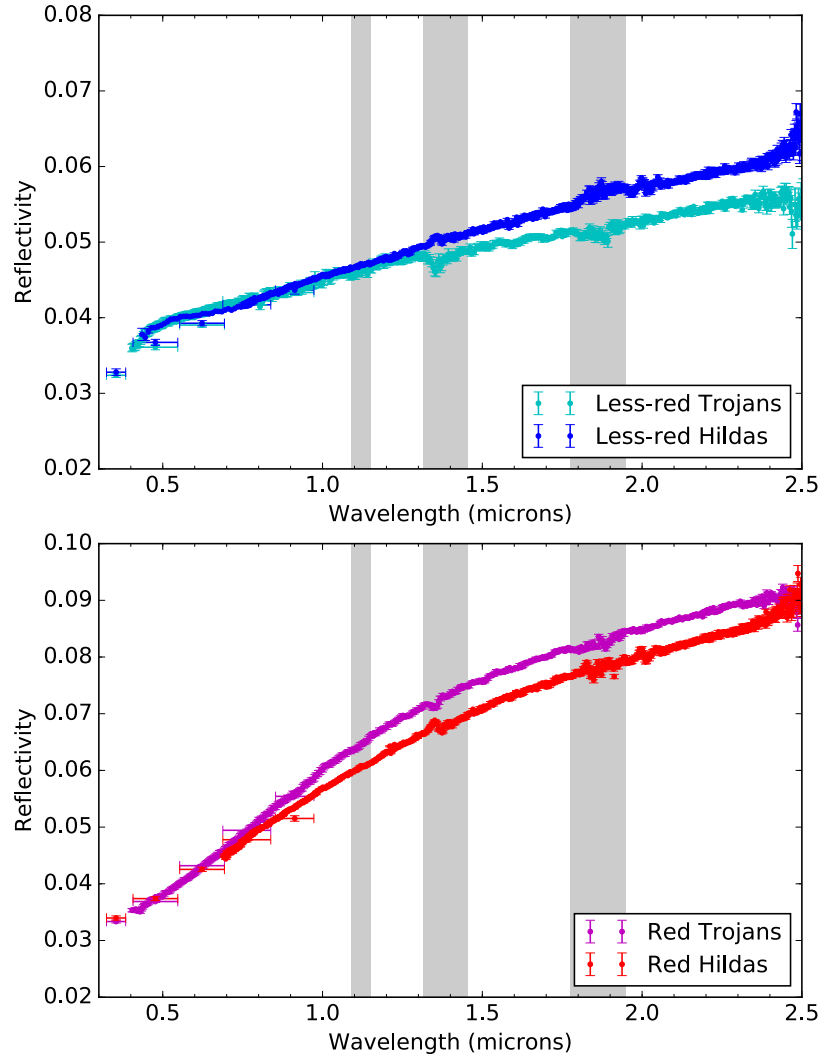 0.08
0.07
0.06
0.05
0.04
0.03
0.02
Reflectivity
Less-red Trojans
Less-red Hildas
0.5 1.0 1.5 2.0 2.5
Wavelength (microns)
0.10
0.09
0.08
0.07
0.06
0.05
0.04
0.03
0.02
Reflectivity
Red Trojans
Red Hildas
0.5 1.0 1.5 2.0 2.5
Wavelength (microns)